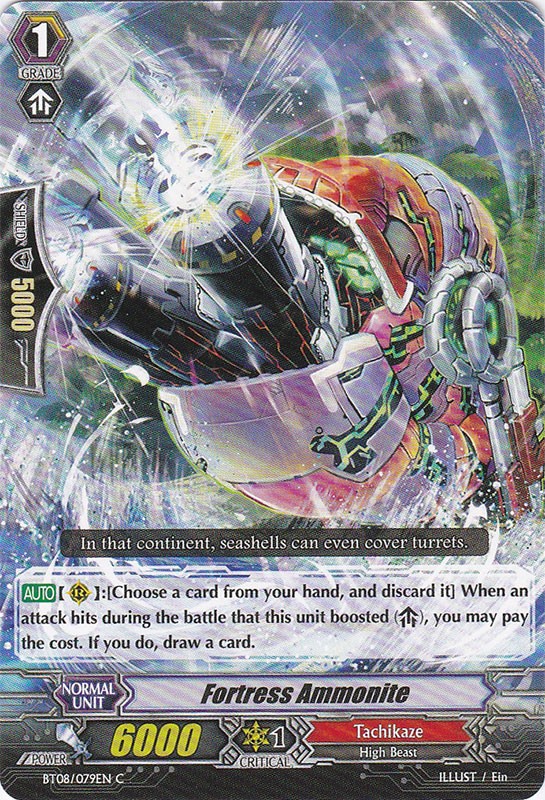 1
GRADE
SHIELD
5000
In that continent, seashells can even cover turrets.
AUTO [ R ]:[Choose a card from your hand, and discard it] When an
attack hits during the battle that this unit boosted ( ), you may pay
the cost. If you do, draw a card.
NORMAL
UNIT
Fortress Ammonite
POWER
6000
1
CRITICAL
Tachikaze
High Beast
BT08/079EN C
ILLUST / Ein